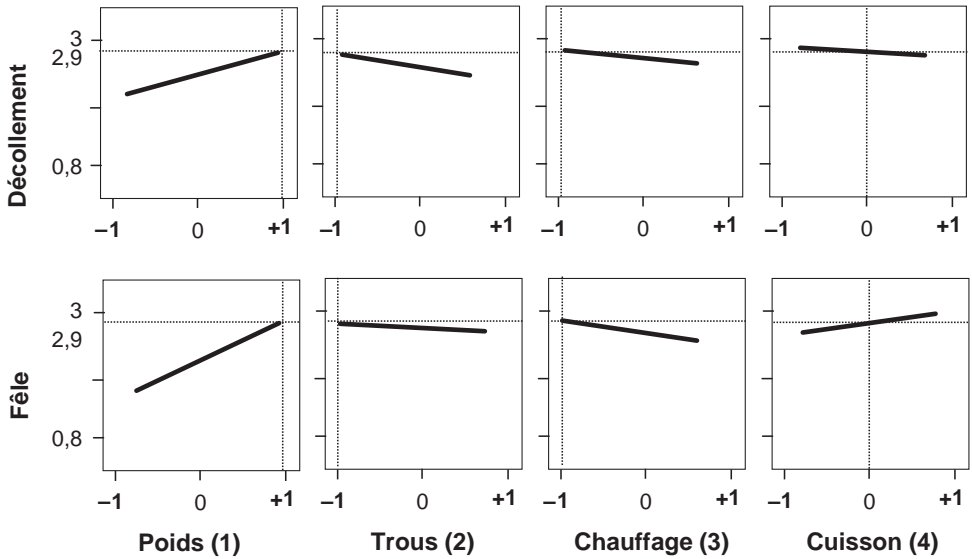 Décollement
3
2,9
0,8
–1 0 +1 –1 0 +1 –1 0 +1 –1 0 +1
Fêle
3
2,9
0,8
–1 0 +1 –1 0 +1 –1 0 +1 –1 0 +1
Poids (1) Trous (2) Chauffage (3) Cuisson (4)